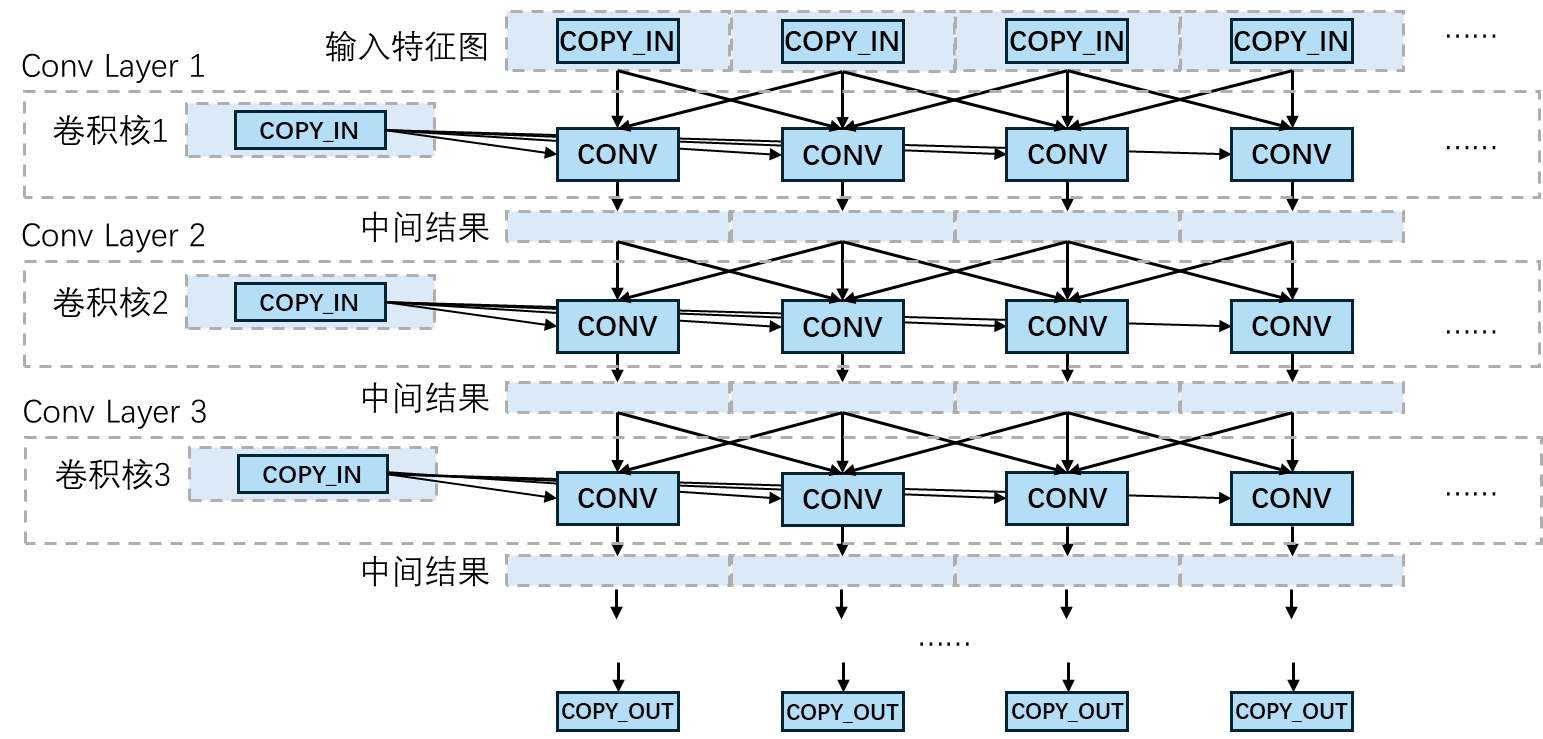 输入特征图 COPY_IN COPY_IN COPY_IN COPY_IN ……
Conv Layer 1
卷积核1 COPY_IN CONV CONV CONV CONV ……
中间结果
Conv Layer 2
卷积核2 COPY_IN CONV CONV CONV CONV ……
中间结果
Conv Layer 3
卷积核3 COPY_IN CONV CONV CONV CONV ……
中间结果
……
COPY_OUT COPY_OUT COPY_OUT COPY_OUT